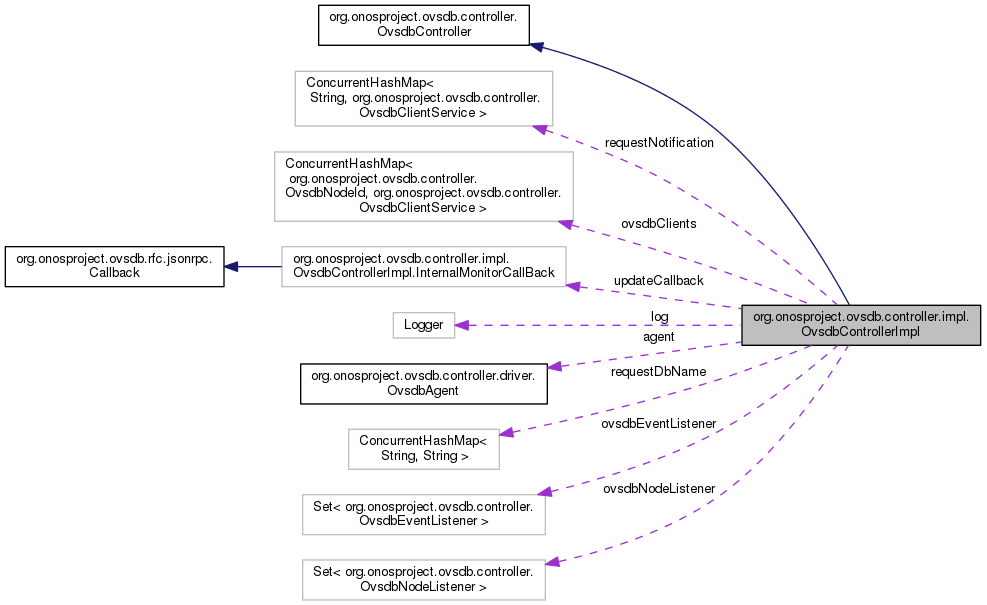 org.onosproject.ovsdb.controller.
OvsdbController
ConcurrentHashMap<
String, org.onosproject.ovsdb.controller.
OvsdbClientService >
requestNotification
ConcurrentHashMap<
org.onosproject.ovsdb.controller.
OvsdbNodeId, org.onosproject.ovsdb.controller.
OvsdbClientService >
ovsdbClients
org.onosproject.ovsdb.rfc.jsonrpc.
Callback
org.onosproject.ovsdb.controller.impl.
OvsdbControllerImpl.InternalMonitorCallBack
updateCallback
org.onosproject.ovsdb.controller.impl.
OvsdbControllerImpl
Logger
log
agent
org.onosproject.ovsdb.controller.driver.
OvsdbAgent
requestDbName
ConcurrentHashMap<
String, String >
ovsdbEventListener
Set< org.onosproject.ovsdb.controller.
OvsdbEventListener >
ovsdbNodeListener
Set< org.onosproject.ovsdb.controller.
OvsdbNodeListener >